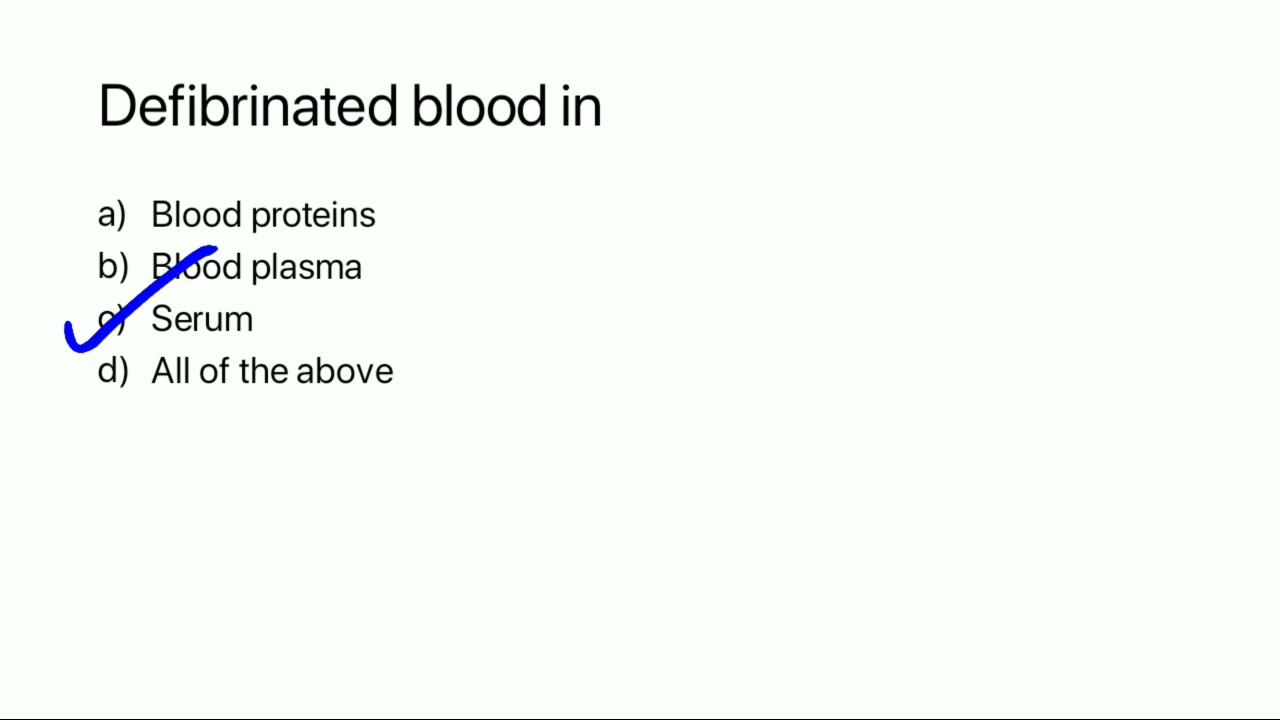 Defibrinated blood in
a) Blood proteins
b) Blood plasma
c) Serum
d) All of the above